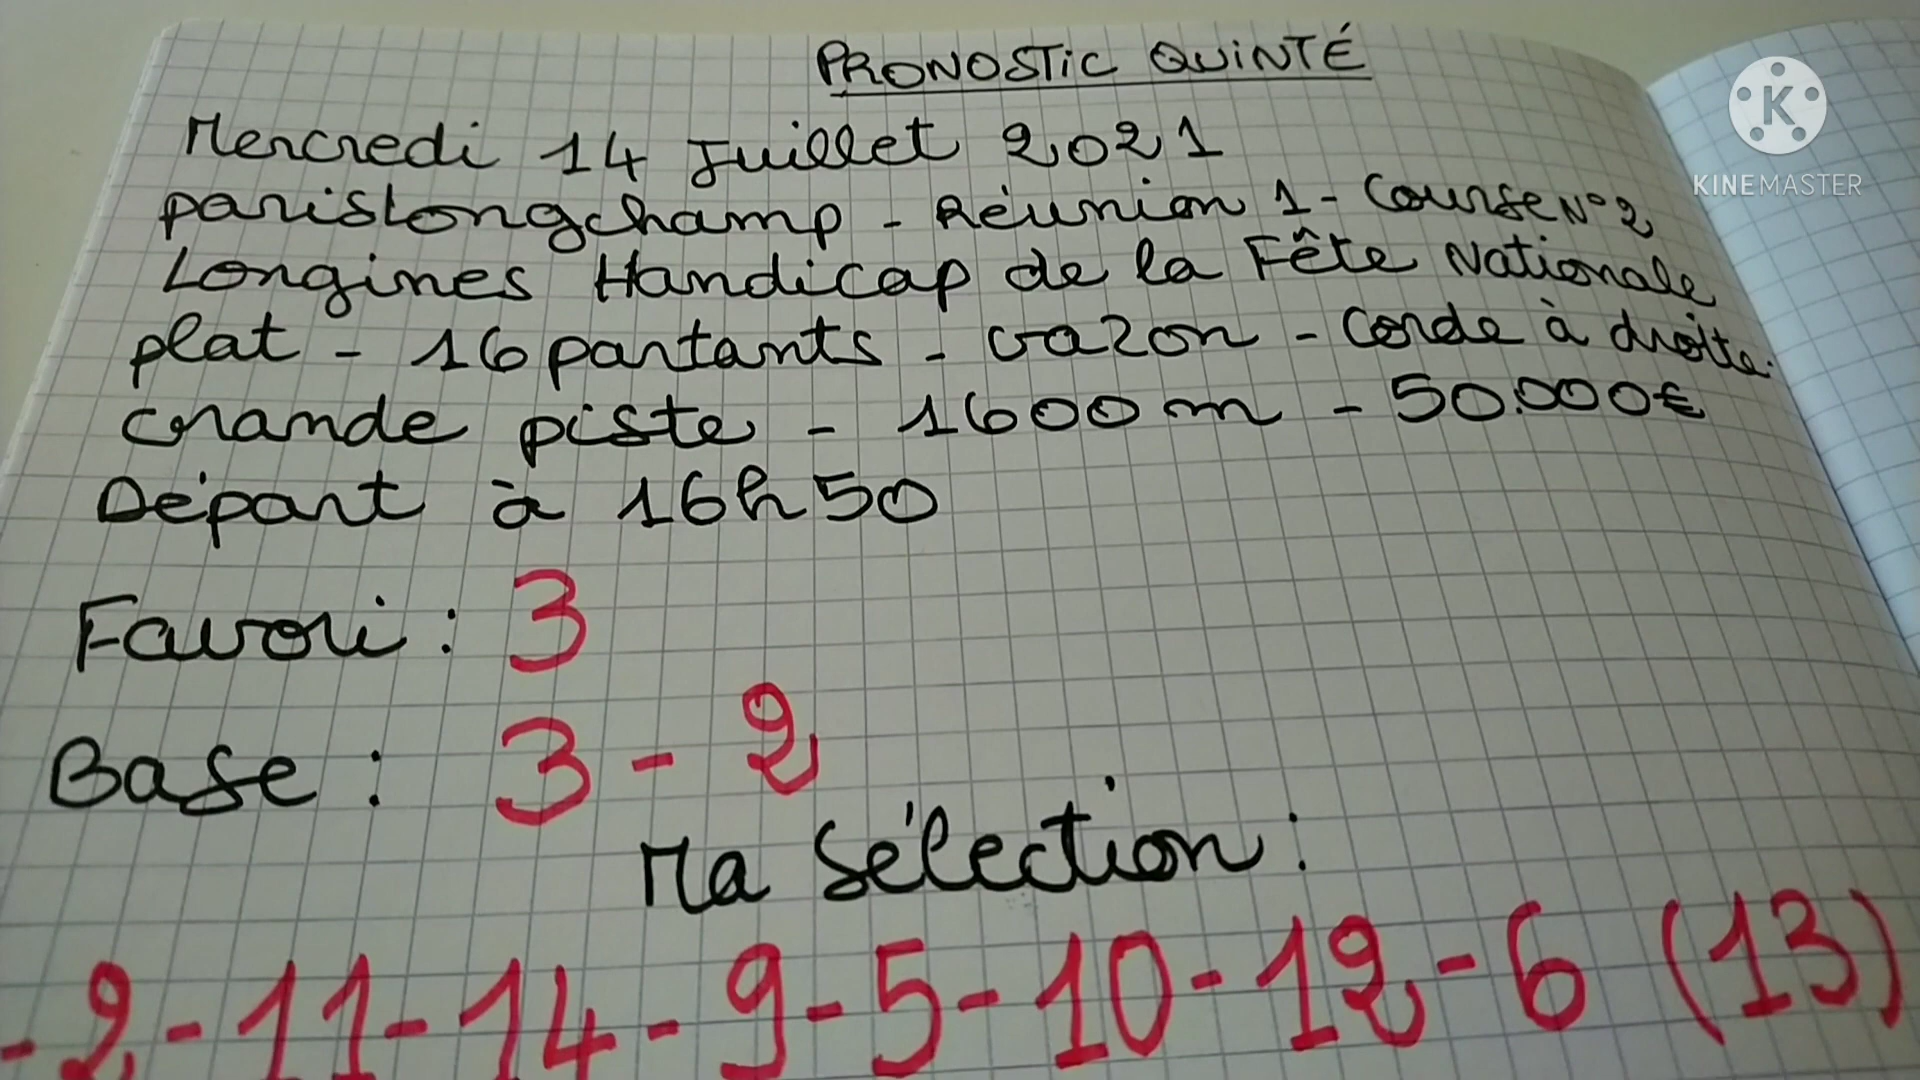 PRONOSTIC QUINTÉ
Mercredi 14 Juillet 2021
parisLongchamp - Réunion 1 - Course N°2
Longines Handicap de la Fête Nationale
plat - 16 partants - Gazon - Corde à droite.
Grande piste - 1600 m - 50.000€
Départ à 16h50
Favori : 3
Base : 3 - 2
Ma Sélection :
- 2 - 11 - 14 - 9 - 5 - 10 - 12 - 6 (13)
K
KINEMASTER